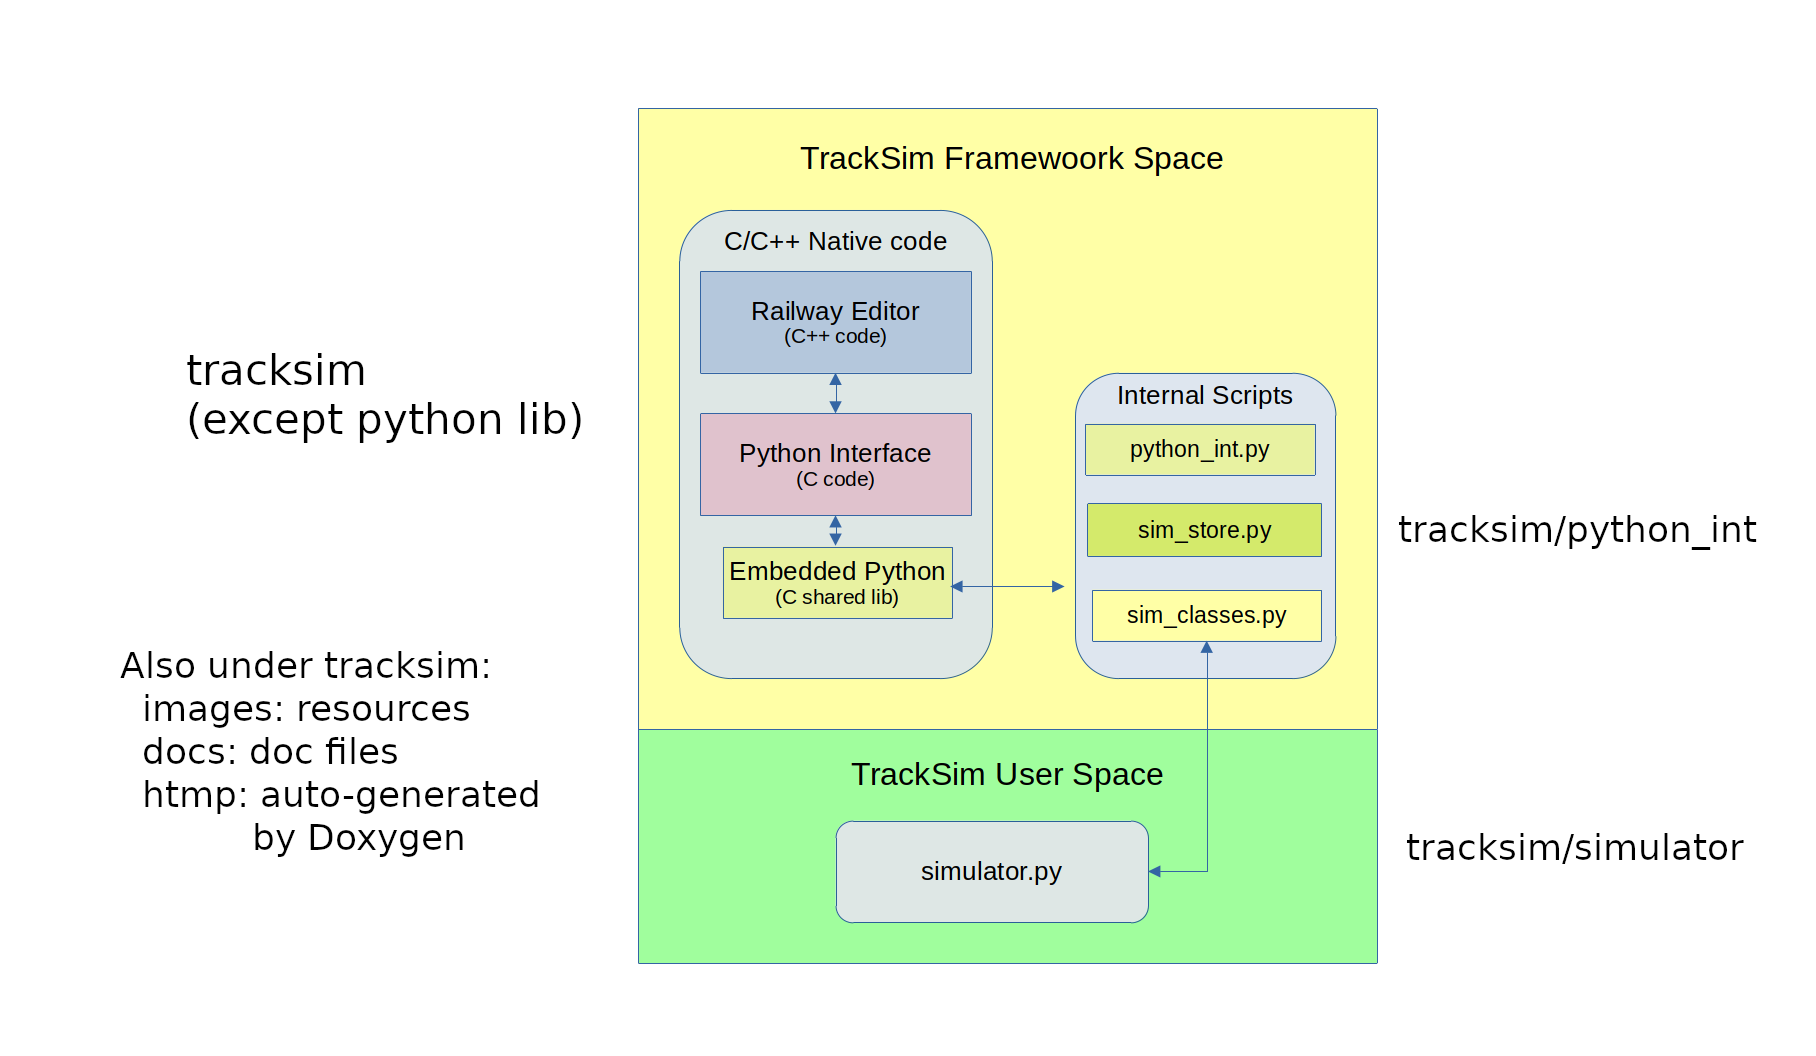 TrackSim Framewoork Space
C/C++ Native code
Railway Editor
(C++ code)
Python Interface
(C code)
Embedded Python
(C shared lib)
Internal Scripts
python_int.py
sim_store.py
sim_classes.py
tracksim
(except python lib)
tracksim/python_int
Also under tracksim:
images: resources
docs: doc files
htmp: auto-generated
by Doxygen
TrackSim User Space
simulator.py
tracksim/simulator